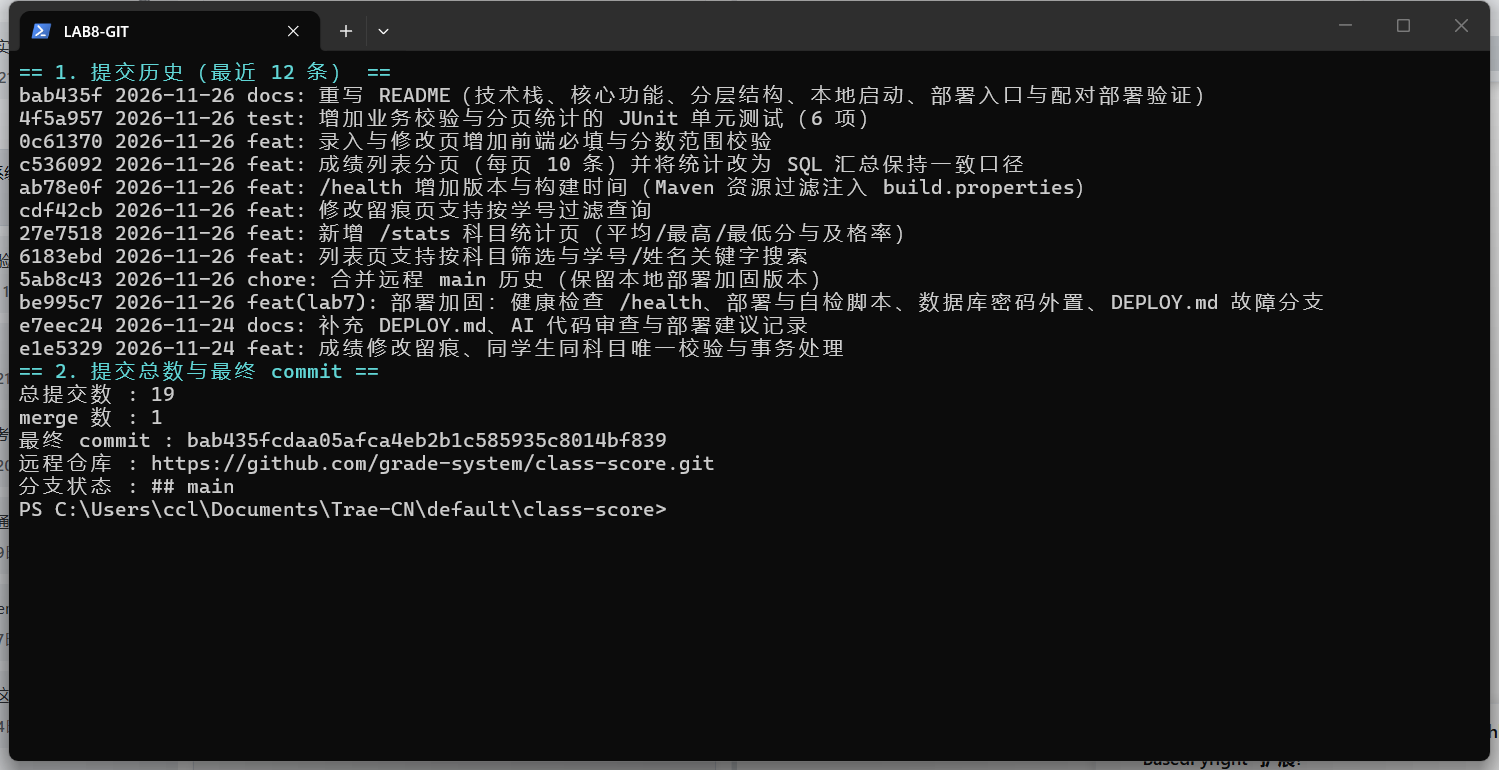 LAB8-GIT
== 1. 提交历史（最近 12 条） ==
bab435f 2026-11-26 docs: 重写 README（技术栈、核心功能、分层结构、本地启动、部署入口与配对部署验证）
4f5a957 2026-11-26 test: 增加业务校验与分页统计的 JUnit 单元测试（6 项）
0c61370 2026-11-26 feat: 录入与修改页增加前端必填与分数范围校验
c536092 2026-11-26 feat: 成绩列表分页（每页 10 条）并将统计改为 SQL 汇总保持一致口径
ab78e0f 2026-11-26 feat: /health 增加版本与构建时间（Maven 资源过滤注入 build.properties）
cdf42cb 2026-11-26 feat: 修改留痕页支持按学号过滤查询
27e7518 2026-11-26 feat: 新增 /stats 科目统计页（平均/最高/最低分与及格率）
6183ebd 2026-11-26 feat: 列表页支持按科目筛选与学号/姓名关键字搜索
5ab8c43 2026-11-26 chore: 合并远程 main 历史（保留本地部署加固版本）
be995c7 2026-11-26 feat(lab7): 部署加固：健康检查 /health、部署与自检脚本、数据库密码外置、DEPLOY.md 故障分支
e7eec24 2026-11-24 docs: 补充 DEPLOY.md、AI 代码审查与部署建议记录
e1e5329 2026-11-24 feat: 成绩修改留痕、同学生同科目唯一校验与事务处理
== 2. 提交总数与最终 commit ==
总提交数 : 19
merge 数 : 1
最终 commit : bab435fcdaa05afca4eb2b1c585935c8014bf839
远程仓库 : https://github.com/grade-system/class-score.git
分支状态 : ## main
PS C:\Users\ccl\Documents\Trae-CN\default\class-score>